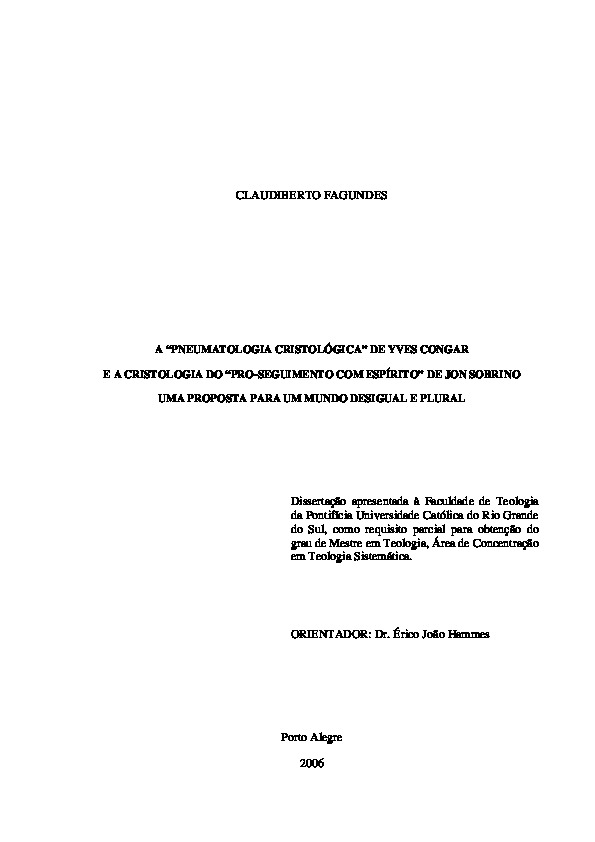 CLAUDIBERTO FAGUNDES
A “PNEUMATOLOGIA CRISTOLÓGICA” DE YVES CONGAR
E A CRISTOLOGIA DO “PRO-SEGUIMENTO COM ESPÍRITO” DE JON SOBRINO
UMA PROPOSTA PARA UM MUNDO DESIGUAL E PLURAL
Dissertação apresentada à Faculdade de Teologia
da Pontifícia Universidade Católica do Rio Grande
do Sul, como requisito parcial para obtenção do
grau de Mestre em Teologia, Área de Concentração
em Teologia Sistemática.
ORIENTADOR: Dr. Érico João Hammes
Porto Alegre
2006